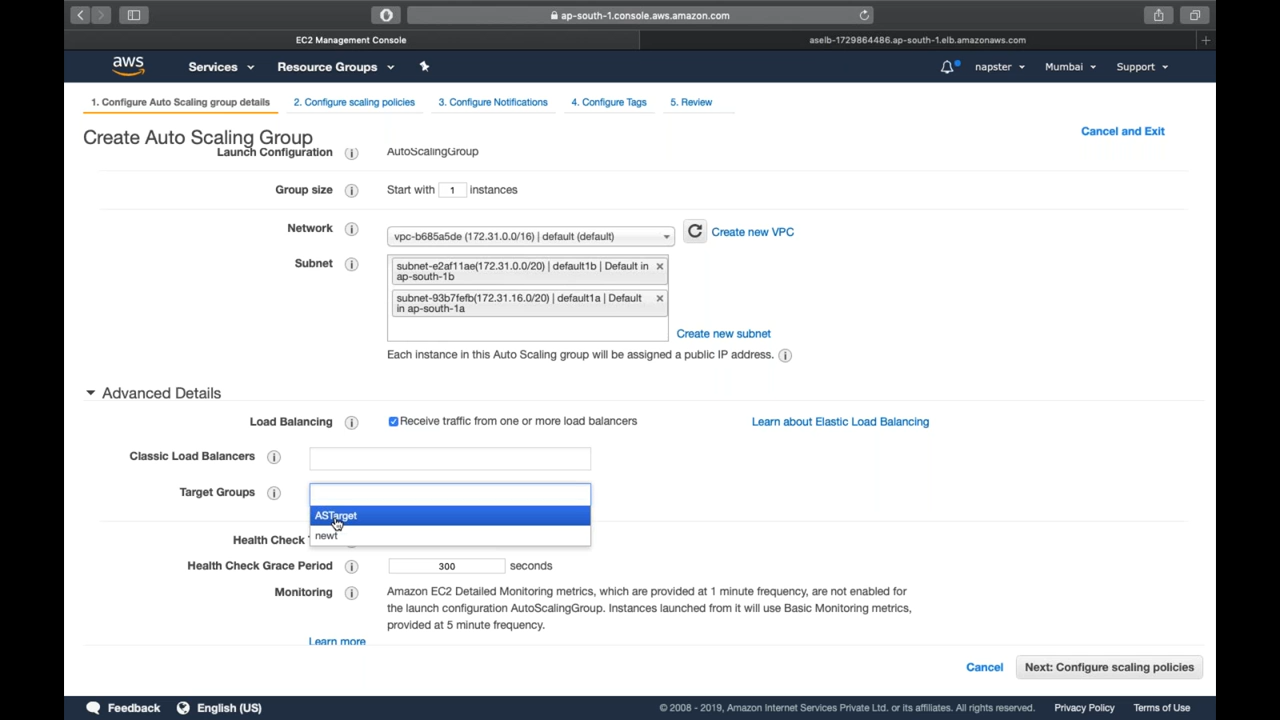 ap-south-1.console.aws.amazon.com
EC2 Management Console
aselb-1729864486.ap-south-1.elb.amazonaws.com
aws
Services
Resource Groups
napster
Mumbai
Support
1. Configure Auto Scaling group details
2. Configure scaling policies
3. Configure Notifications
4. Configure Tags
5. Review
Create Auto Scaling Group
Cancel and Exit
Launch Configuration
AutoScalingGroup
Group size
Start with 1 instances
Network
vpc-b685a5de (172.31.0.0/16) | default (default)
Create new VPC
Subnet
subnet-e2af11ae(172.31.0.0/20) | default1b | Default in
ap-south-1b
subnet-93b7fefb(172.31.16.0/20) | default1a | Default
in ap-south-1a
Create new subnet
Each instance in this Auto Scaling group will be assigned a public IP address.
Advanced Details
Load Balancing
Receive traffic from one or more load balancers
Learn about Elastic Load Balancing
Classic Load Balancers
Target Groups
ASTarget
newt
Health Check
Health Check Grace Period
300 seconds
Monitoring
Amazon EC2 Detailed Monitoring metrics, which are provided at 1 minute frequency, are not enabled for
the launch configuration AutoScalingGroup. Instances launched from it will use Basic Monitoring metrics,
provided at 5 minute frequency.
Learn more
Cancel
Next: Configure scaling policies
Feedback
English (US)
© 2008 - 2019, Amazon Internet Services Private Ltd. or its affiliates. All rights reserved.
Privacy Policy
Terms of Use